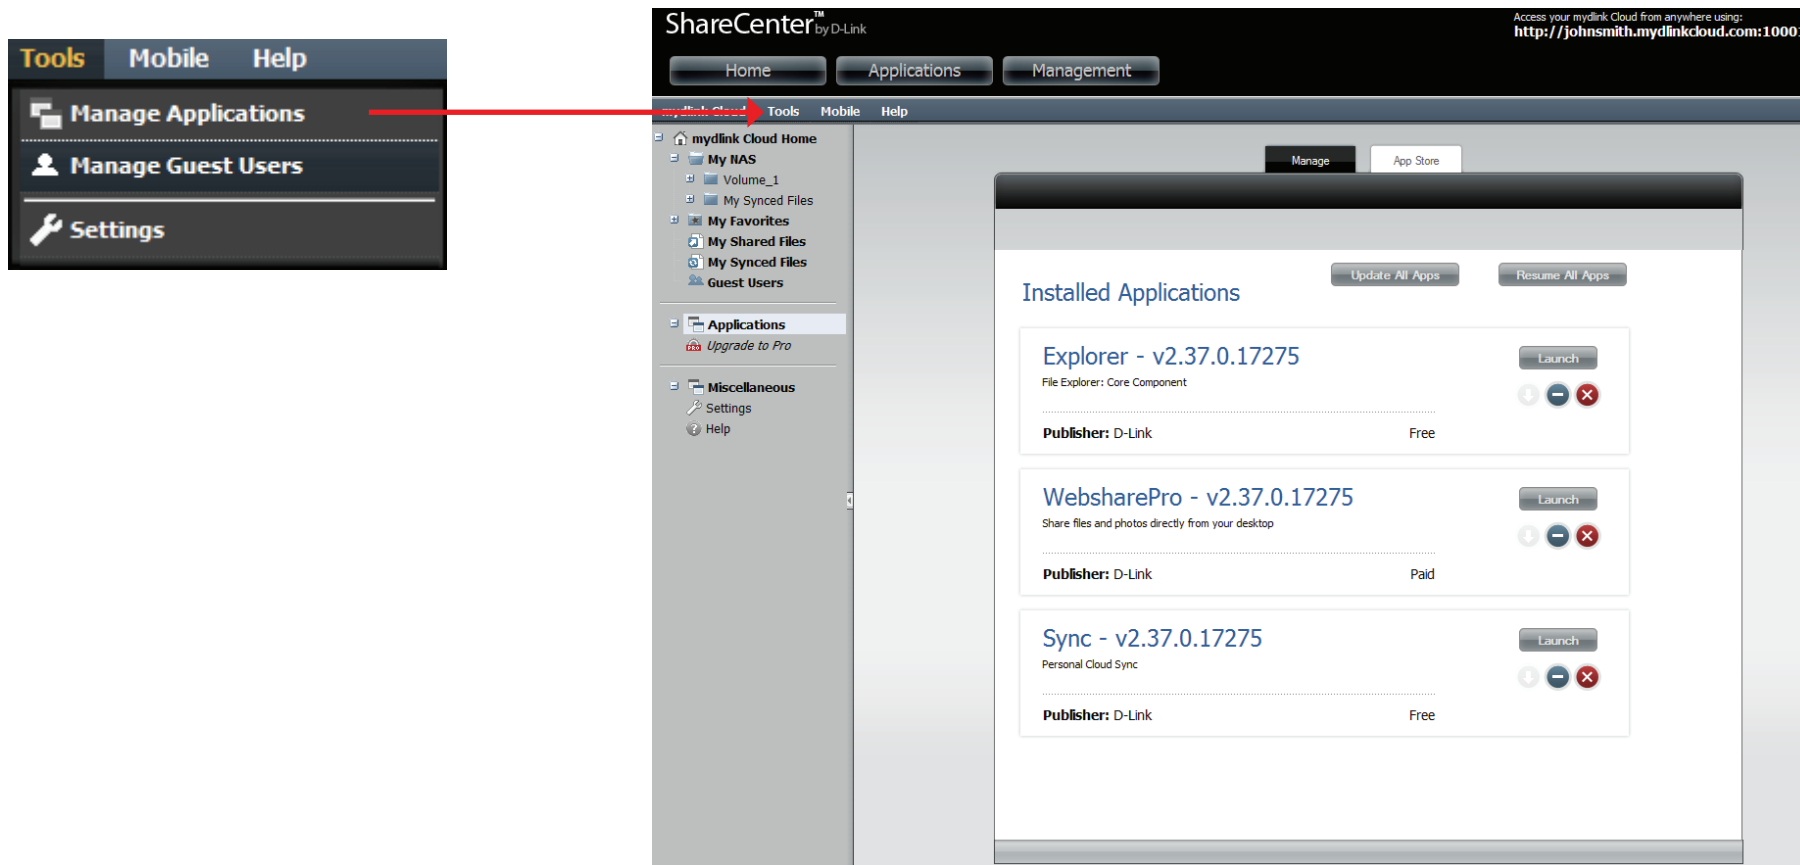 Tools Mobile Help
Manage Applications
Manage Guest Users
Settings
ShareCenter™ by D-Link
Access your mydlink Cloud from anywhere using:
http://johnsmith.mydlinkcloud.com:1000
Home Applications Management
mydlink Cloud Tools Mobile Help
mydlink Cloud Home
My NAS
Volume_1
My Synced Files
My Favorites
My Shared Files
My Synced Files
Guest Users
Applications
PRO Upgrade to Pro
Miscellaneous
Settings
Help
Manage App Store
Update All Apps Resume All Apps
Installed Applications
Explorer - v2.37.0.17275
Launch
File Explorer: Core Component
Publisher: D-Link Free
WebsharePro - v2.37.0.17275
Launch
Share files and photos directly from your desktop
Publisher: D-Link Paid
Sync - v2.37.0.17275
Launch
Personal Cloud Sync
Publisher: D-Link Free